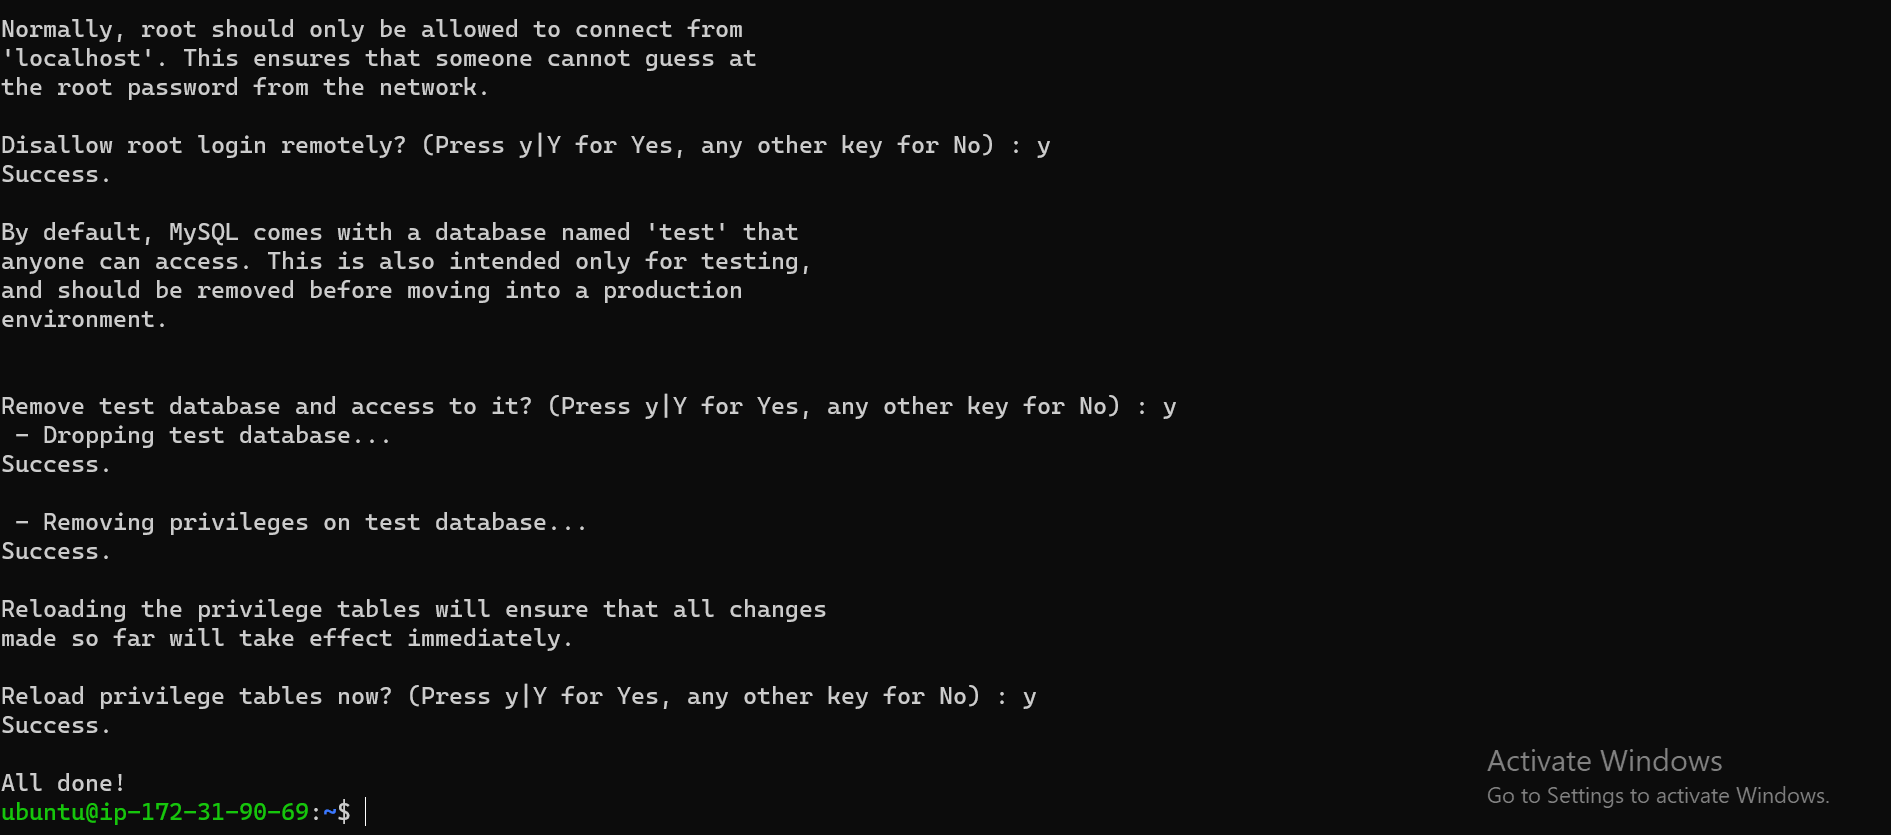 Normally, root should only be allowed to connect from
'localhost'. This ensures that someone cannot guess at
the root password from the network.
Disallow root login remotely? (Press y|Y for Yes, any other key for No) : y
Success.
By default, MySQL comes with a database named 'test' that
anyone can access. This is also intended only for testing,
and should be removed before moving into a production
environment.
Remove test database and access to it? (Press y|Y for Yes, any other key for No) : y
 - Dropping test database...
Success.
 - Removing privileges on test database...
Success.
Reloading the privilege tables will ensure that all changes
made so far will take effect immediately.
Reload privilege tables now? (Press y|Y for Yes, any other key for No) : y
Success.
All done!
ubuntu@ip-172-31-90-69:~$
Activate Windows
Go to Settings to activate Windows.